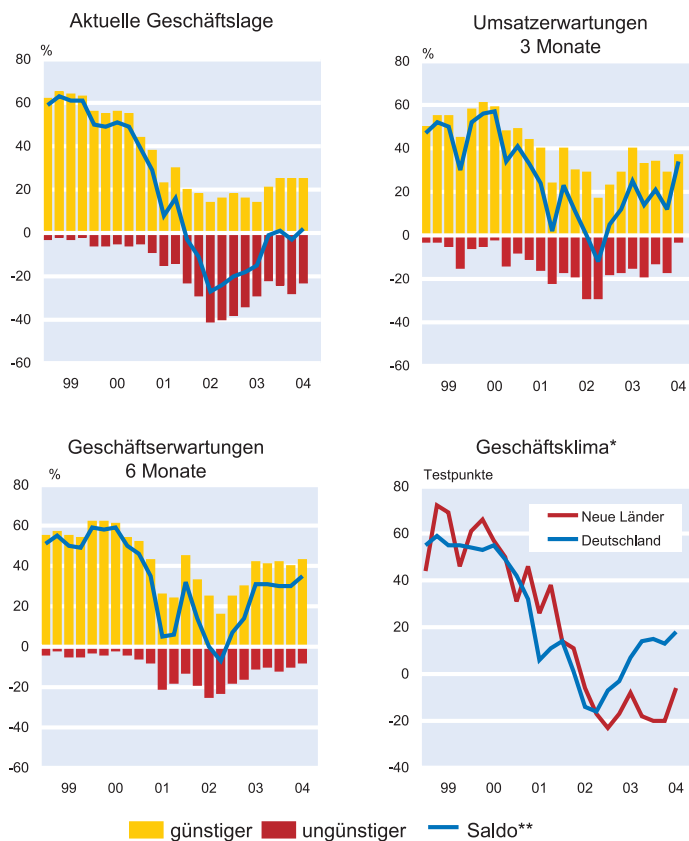 Aktuelle Geschäftslage
%
80
60
40
20
0
-20
-40
-60
99 00 01 02 03 04
Umsatzerwartungen
3 Monate
%
80
60
40
20
0
-20
-40
-60
99 00 01 02 03 04
Geschäftserwartungen
6 Monate
%
80
60
40
20
0
-20
-40
-60
99 00 01 02 03 04
Geschäftsklima*
Testpunkte
80
60
40
20
0
-20
-40
Neue Länder
Deutschland
99 00 01 02 03 04
günstiger ungünstiger Saldo**